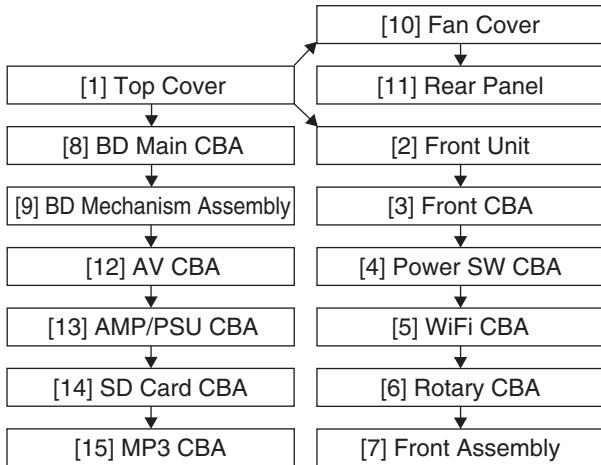 [10] Fan Cover
[1] Top Cover
[11] Rear Panel
[8] BD Main CBA
[2] Front Unit
[9] BD Mechanism Assembly
[3] Front CBA
[12] AV CBA
[4] Power SW CBA
[13] AMP/PSU CBA
[5] WiFi CBA
[14] SD Card CBA
[6] Rotary CBA
[15] MP3 CBA
[7] Front Assembly